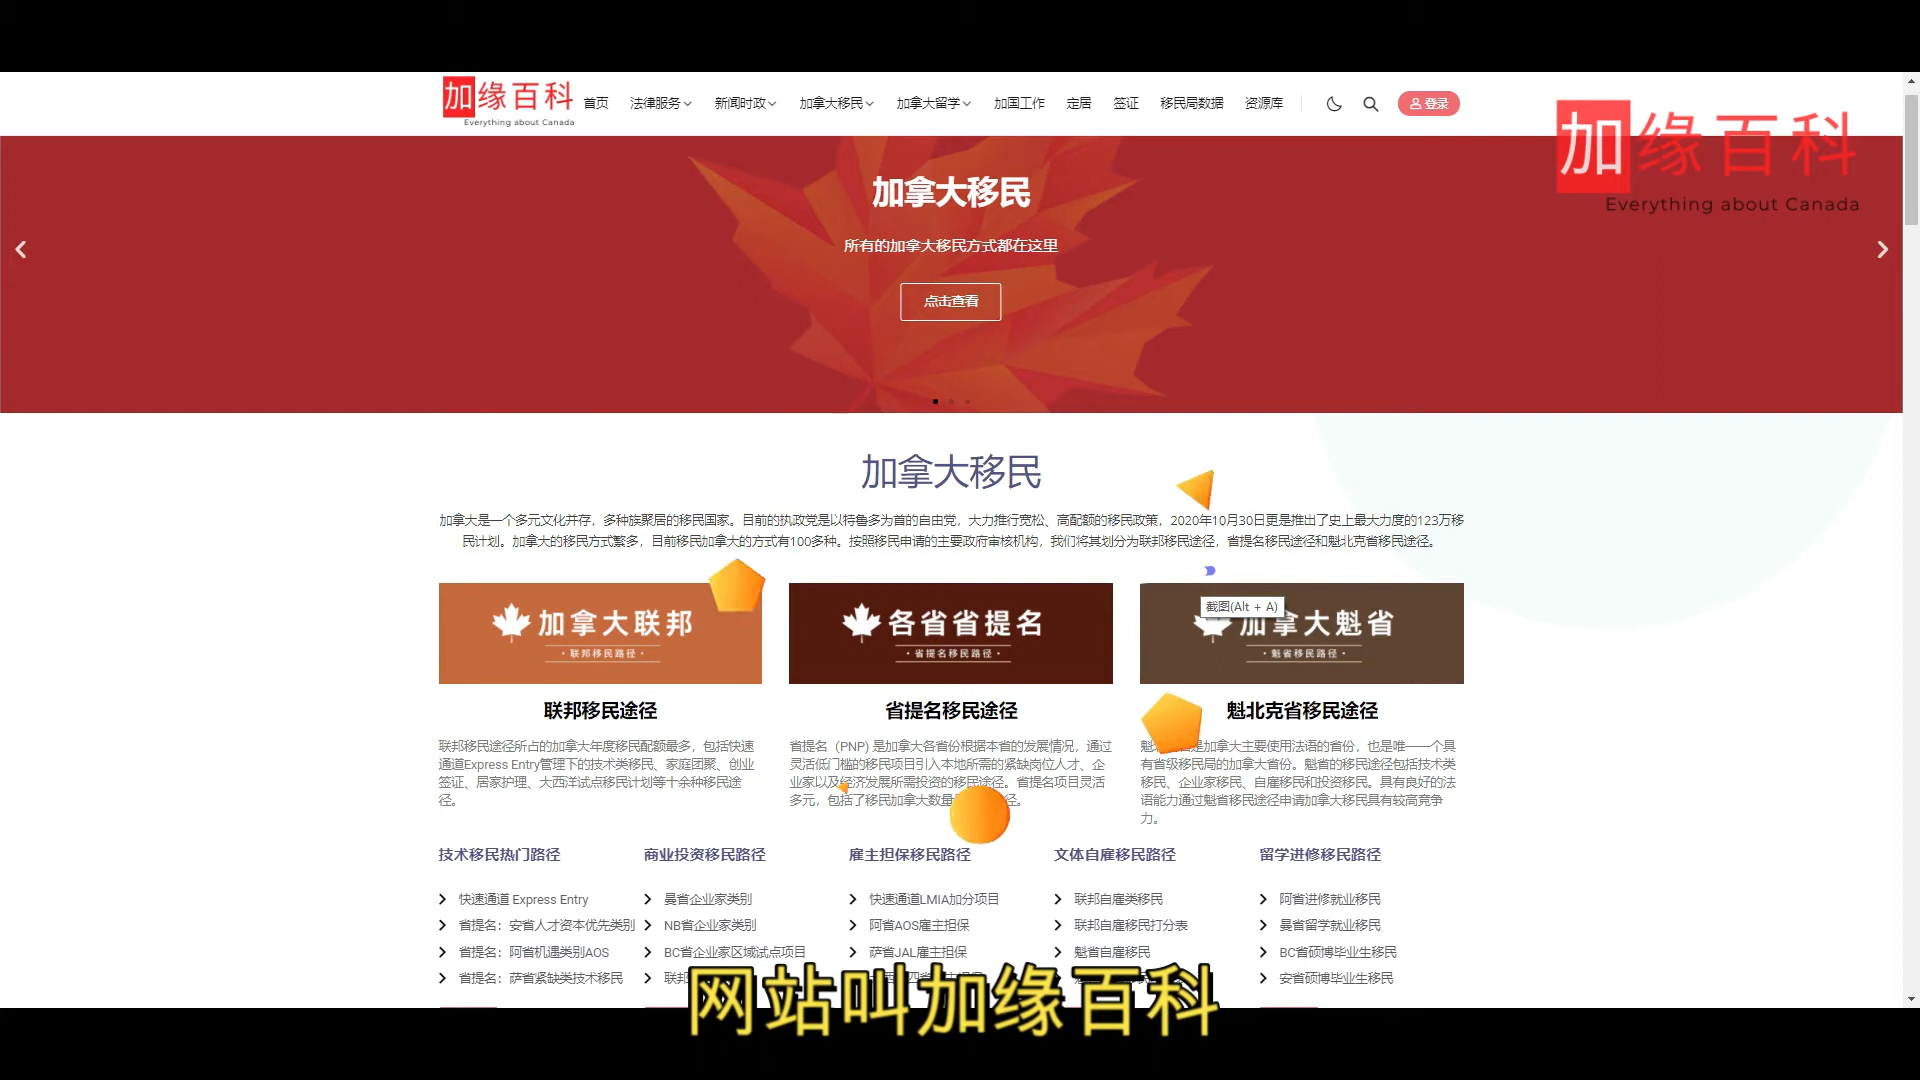 加缘百科
Everything about Canada
首页 法律服务 新闻时政 加拿大移民 加拿大留学 加国工作 定居 签证 移民局数据 资源库 登录
加缘百科
Everything about Canada
加拿大移民
所有的加拿大移民方式都在这里
点击查看
加拿大移民
加拿大是一个多元文化并存，多种族聚居的移民国家。目前的执政党是以特鲁多为首的自由党，大力推行宽松、高配额的移民政策，2020年10月30日更是推出了史上最大力度的123万移
民计划。加拿大的移民方式繁多，目前移民加拿大的方式有100多种。按照移民申请的主要政府审核机构，我们将其划分为联邦移民途径，省提名移民途径和魁北克省移民途径。
截图(Alt + A)
加拿大联邦
·联邦移民路径·
各省省提名
·省提名移民路径·
加拿大魁省
·魁省移民路径·
联邦移民途径
联邦移民途径所占的加拿大年度移民配额最多，包括快速
通道Express Entry管理下的技术类移民、家庭团聚、创业
签证、居家护理、大西洋试点移民计划等十余种移民途
径。
省提名移民途径
省提名（PNP) 是加拿大各省份根据本省的发展情况，通过
灵活低门槛的移民项目引入本地所需的紧缺岗位人才、企
业家以及经济发展所需投资的移民途径。省提名项目灵活
多元，包括了移民加拿大数量 径。
魁北克省移民途径
魁 是加拿大主要使用法语的省份，也是唯一一个具
有省级移民局的加拿大省份。魁省的移民途径包括技术类
移民、企业家移民、自雇移民和投资移民。具有良好的法
语能力通过魁省移民途径申请加拿大移民具有较高竞争
力。
技术移民热门路径
快速通道 Express Entry
省提名：安省人才资本优先类别
省提名：阿省机遇类别AOS
省提名：萨省紧缺类技术移民
商业投资移民路径
曼省企业家类别
NB省企业家类别
BC省企业家区域试点项目
联邦
雇主担保移民路径
快速通道LMIA加分项目
阿省AOS雇主担保
萨省JAL雇主担保
文体自雇移民路径
联邦自雇类移民
联邦自雇移民打分表
魁省自雇移民
留学进修移民路径
阿省进修就业移民
曼省留学就业移民
BC省硕博毕业生移民
安省硕博毕业生移民
网站叫加缘百科